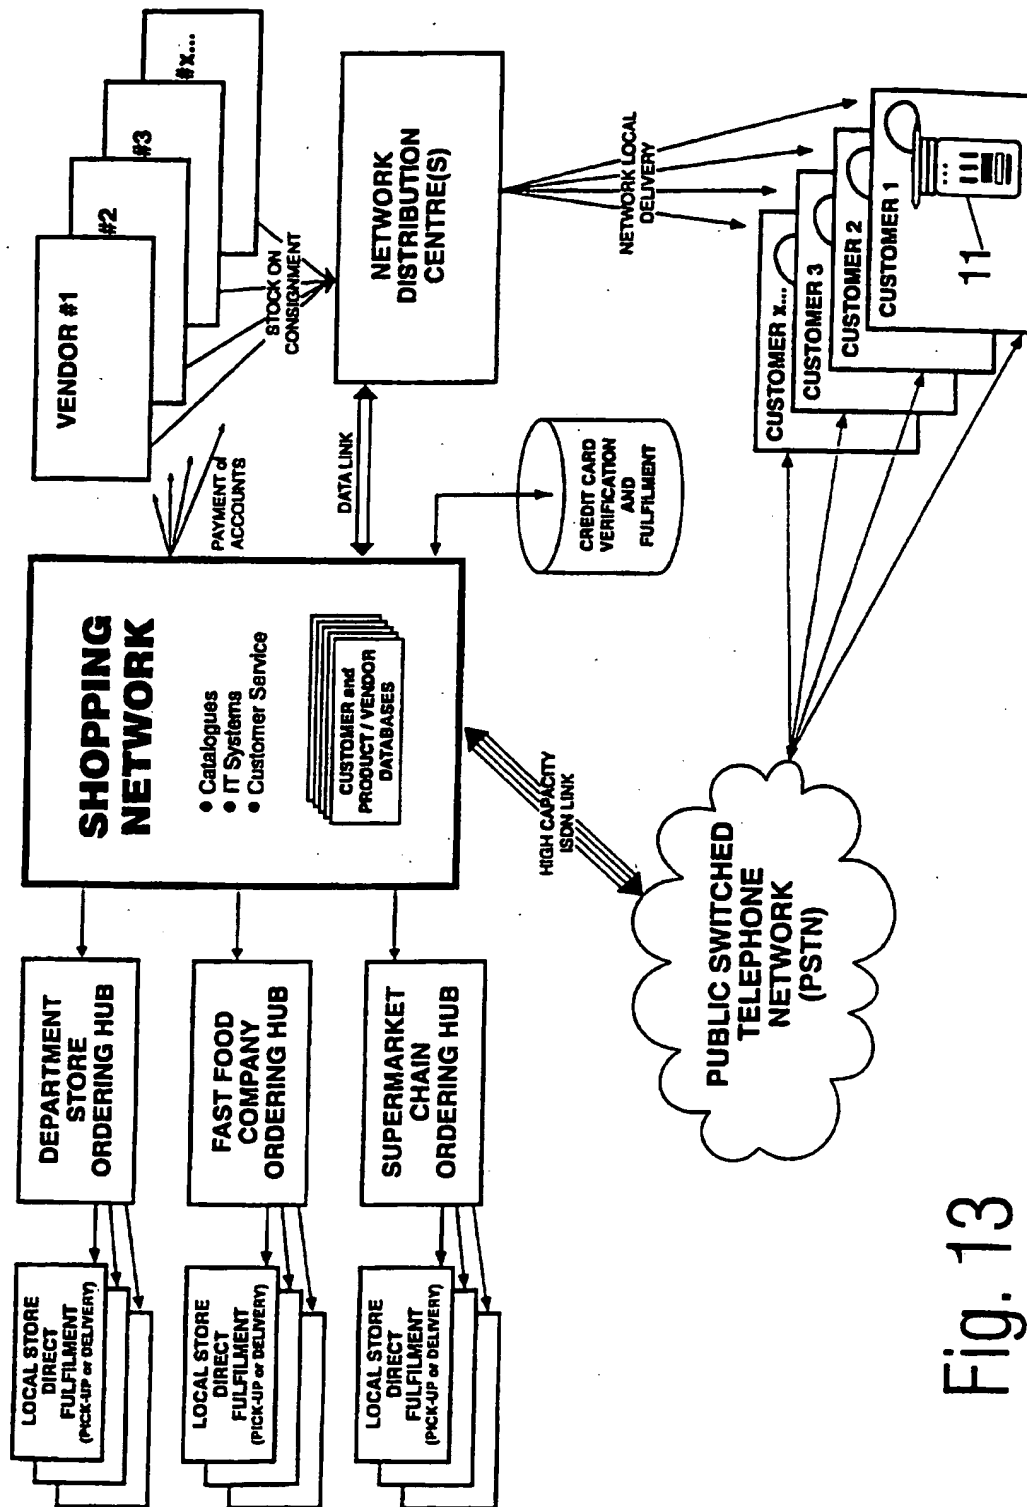 LOCAL STORE
DIRECT
FULFILMENT
(PICK-UP or DELIVERY)
DEPARTMENT
STORE
ORDERING HUB
LOCAL STORE
DIRECT
FULFILMENT
(PICK-UP or DELIVERY)
FAST FOOD
COMPANY
ORDERING HUB
LOCAL STORE
DIRECT
FULFILMENT
(PICK-UP or DELIVERY)
SUPERMARKET
CHAIN
ORDERING HUB
SHOPPING
NETWORK
● Catalogues
● IT Systems
● Customer Service
CUSTOMER and
PRODUCT / VENDOR
DATABASES
PAYMENT of
ACCOUNTS
VENDOR #1
#2
#3
#x...
STOCK ON
CONSIGNMENT
DATA LINK
NETWORK
DISTRIBUTION
CENTRE(S)
CREDIT CARD
VERIFICATION
AND
FULFILMENT
HIGH CAPACITY
ISDN LINK
NETWORK LOCAL
DELIVERY
PUBLIC SWITCHED
TELEPHONE
NETWORK
(PSTN)
CUSTOMER x...
CUSTOMER 3
CUSTOMER 2
CUSTOMER 1
11
Fig. 13